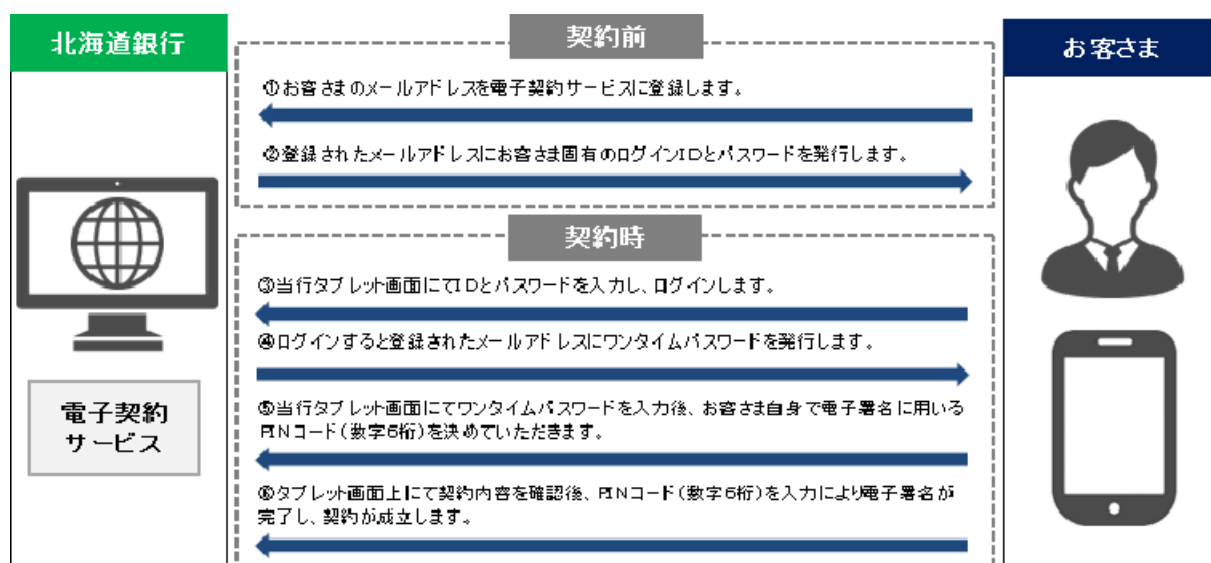 北海道銀行
契約前
お客さま
①お客さまのメールアドレスを電子契約サービスに登録します。
②登録されたメールアドレスにお客さま固有のログインIDとパスワードを発行します。
契約時
③当行タブレット画面にてIDとパスワードを入力し、ログインします。
④ログインすると登録されたメールアドレスにワンタイムパスワードを発行します。
⑤当行タブレット画面にてワンタイムパスワードを入力後、お客さま自身で電子署名に用いる
PINコード(数字6桁)を決めていただきます。
⑥タブレット画面上にて契約内容を確認後、PINコード(数字6桁)を入力により電子署名が
完了し、契約が成立します。
電子契約
サービス